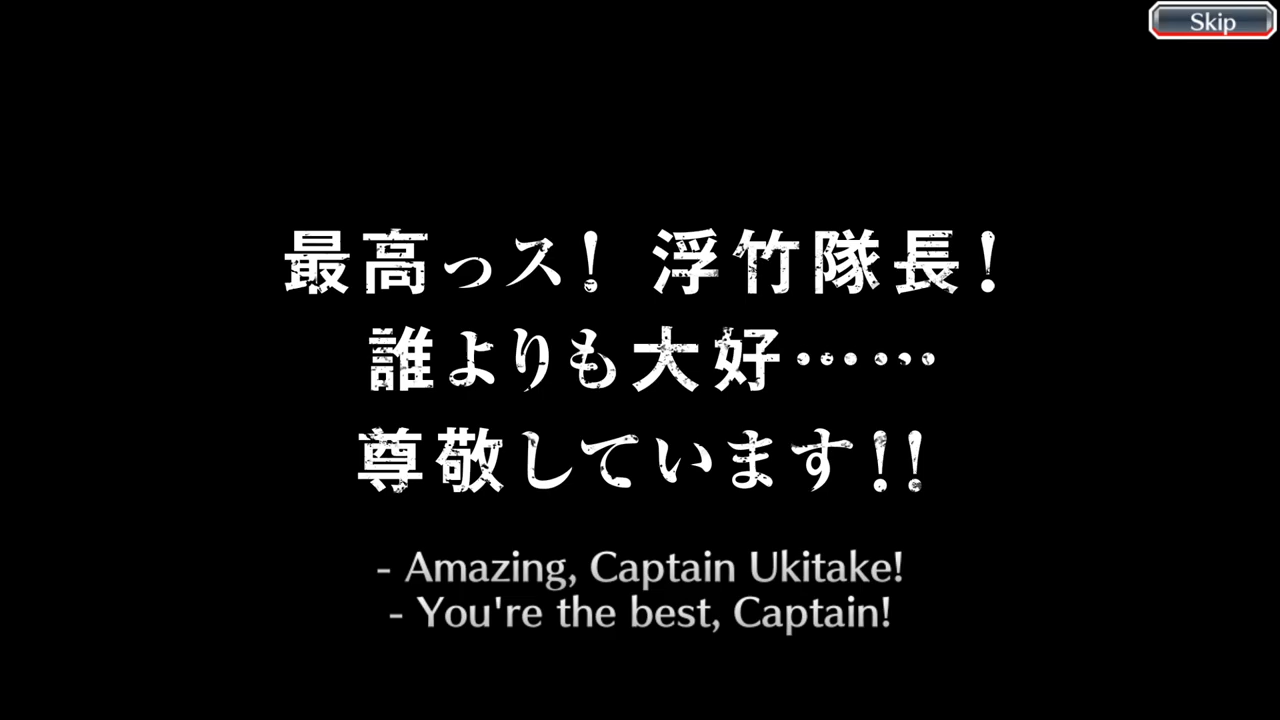 Skip
最高っス! 浮竹隊長!
誰よりも大好……
尊敬しています!!
- Amazing, Captain Ukitake!
- You're the best, Captain!